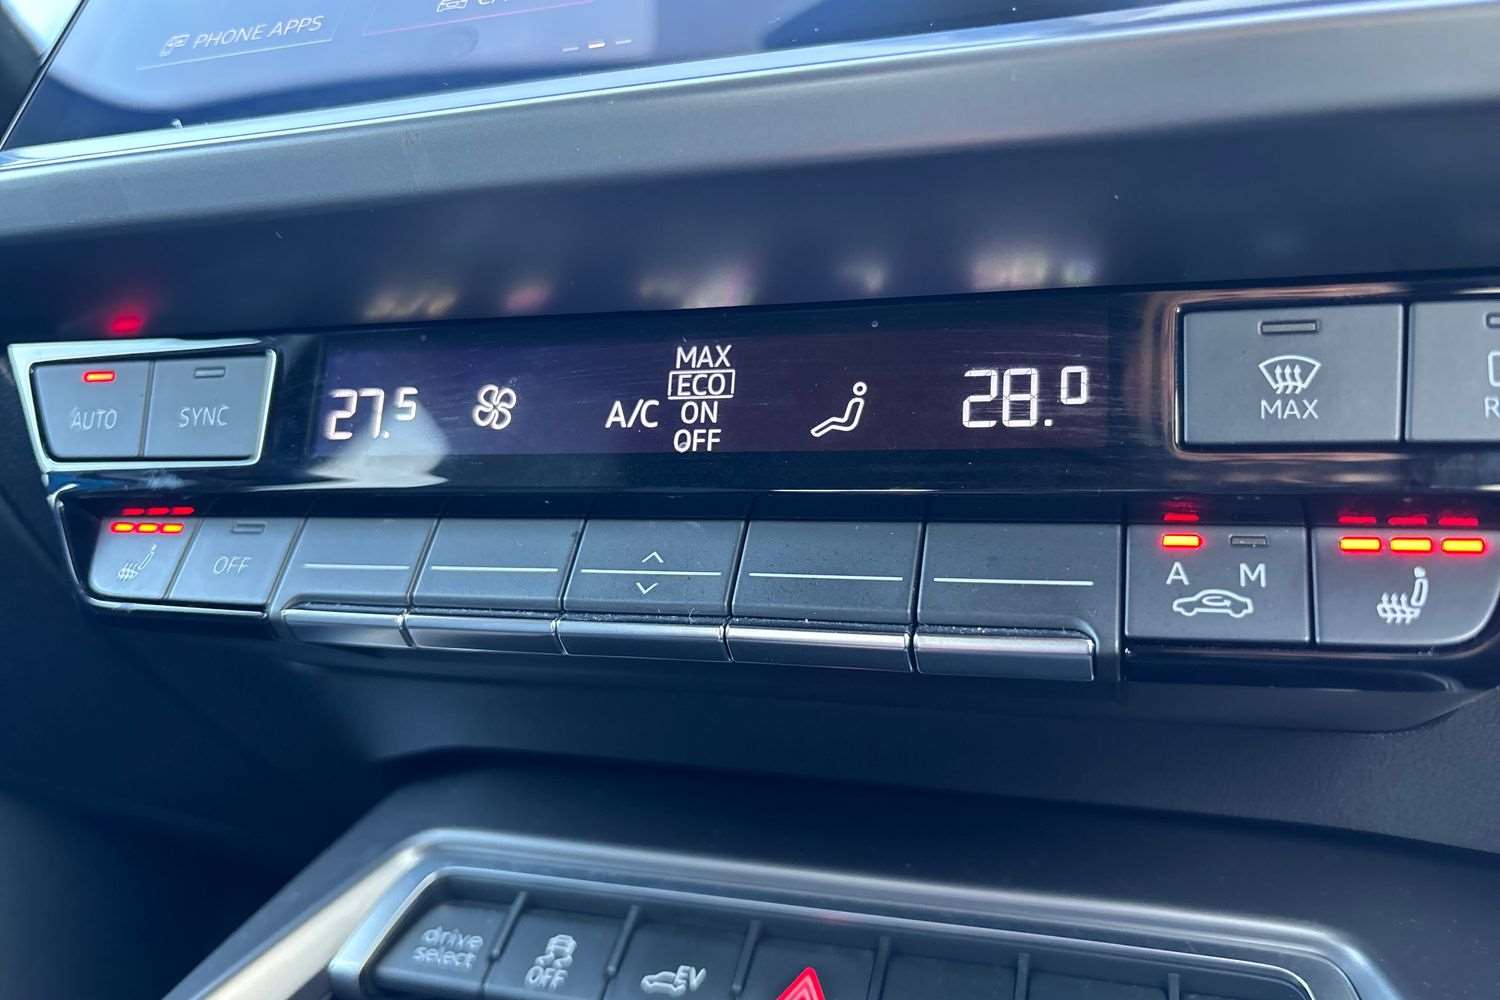 PHONE APPS
AUTO
SYNC
27.5
A/C
MAX
ECO
ON
OFF
28.0
MAX
OFF
A M
drive
select
OFF
EV